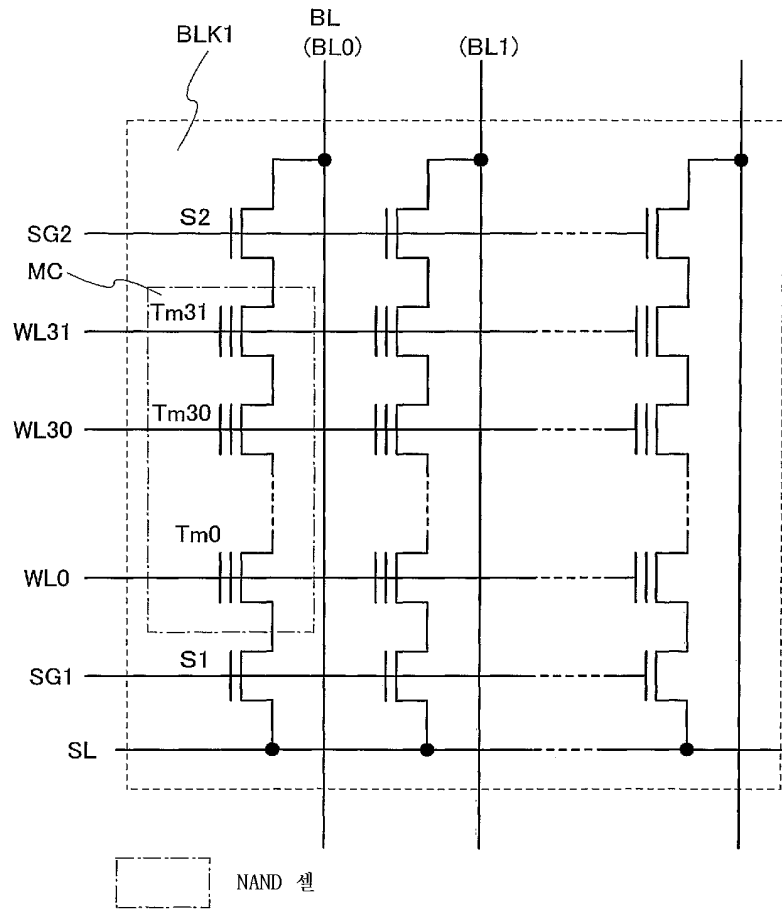 BLK1
BL
(BL0)
(BL1)
S2
SG2
MC
Tm31
WL31
Tm30
WL30
Tm0
WL0
S1
SG1
SL
NAND 셀